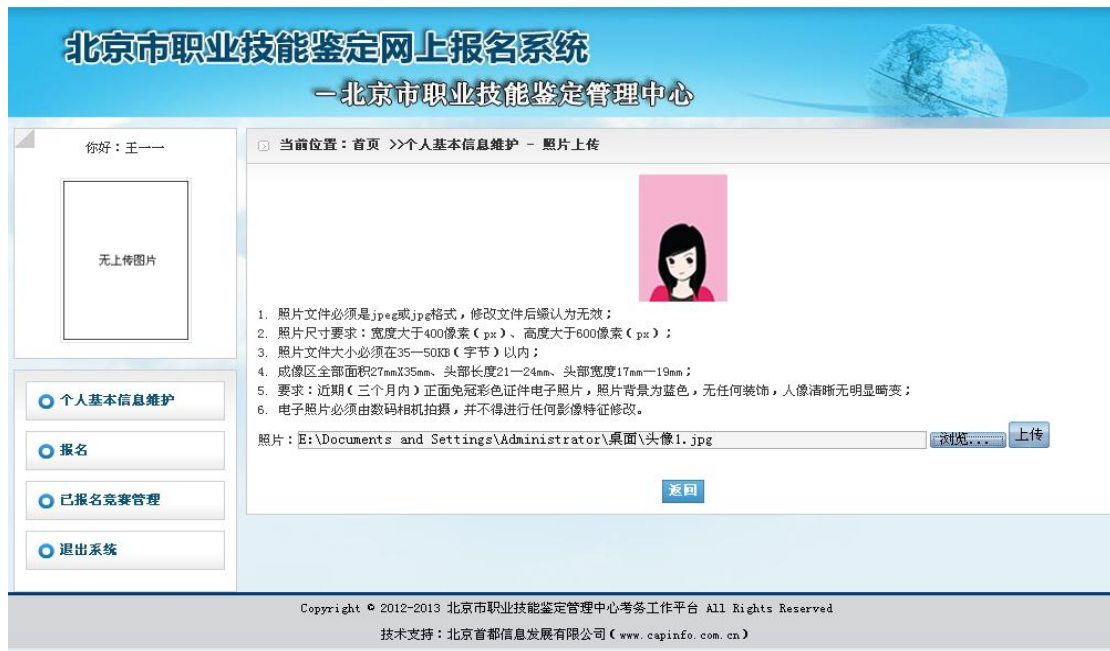 北京市职业技能鉴定网上报名系统
－北京市职业技能鉴定管理中心
你好：王一一
无上传图片
个人基本信息维护
报名
已报名竞赛管理
退出系统
当前位置：首页 >>个人基本信息维护 - 照片上传
1. 照片文件必须是jpeg或jpg格式，修改文件后缀认为无效；
2. 照片尺寸要求：宽度大于400像素（px）、高度大于600像素（px）；
3. 照片文件大小必须在35—50KB（字节）以内；
4. 成像区全部面积27mmX35mm、头部长度21—24mm、头部宽度17mm—19mm；
5. 要求：近期（三个月内）正面免冠彩色证件电子照片，照片背景为蓝色，无任何装饰，人像清晰无明显畸变；
6. 电子照片必须由数码相机拍摄，并不得进行任何影像特征修改。
照片：E:\Documents and Settings\Administrator\桌面\头像1.jpg 浏览... 上传
返回
Copyright © 2012-2013 北京市职业技能鉴定管理中心考务工作平台 All Rights Reserved
技术支持：北京首都信息发展有限公司（www.capinfo.com.cn）